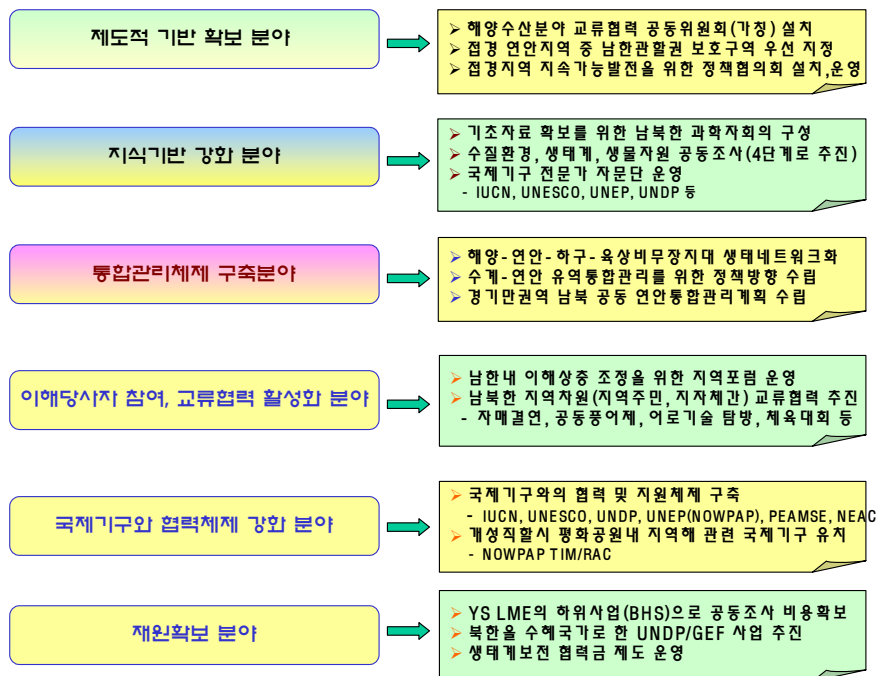 제도적 기반 확보 분야
➢ 해양수산분야 교류협력 공동위원회(가칭) 설치
➢ 접경 연안지역 중 남한관할권 보호구역 우선 지정
➢ 접경지역 지속가능발전을 위한 정책협의회 설치,운영
지식기반 강화 분야
➢ 기초자료 확보를 위한 남북한 과학자회의 구성
➢ 수질환경, 생태계, 생물자원 공동조사(4단계로 추진)
➢ 국제기구 전문가 자문단 운영
- IUCN, UNESCO, UNEP, UNDP 등
통합관리체제 구축분야
➢ 해양-연안-하구-육상비무장지대 생태네트워크화
➢ 수계-연안 유역통합관리를 위한 정책방향 수립
➢ 경기만권역 남북 공동 연안통합관리계획 수립
이해당사자 참여, 교류협력 활성화 분야
➢ 남한내 이해상충 조정을 위한 지역포럼 운영
➢ 남북한 지역차원(지역주민, 지자체간) 교류협력 추진
- 자매결연, 공동풍어제, 어로기술 탐방, 체육대회 등
국제기구와 협력체제 강화 분야
➢ 국제기구와의 협력 및 지원체제 구축
- IUCN, UNESCO, UNDP, UNEP(NOWPAP), PEAMSE, NEAC
➢ 개성직할시 평화공원내 지역해 관련 국제기구 유치
- NOWPAP TIM/RAC
재원확보 분야
➢ YS LME의 하위사업(BHS)으로 공동조사 비용확보
➢ 북한을 수혜국가로 한 UNDP/GEF 사업 추진
➢ 생태계보전 협력금 제도 운영